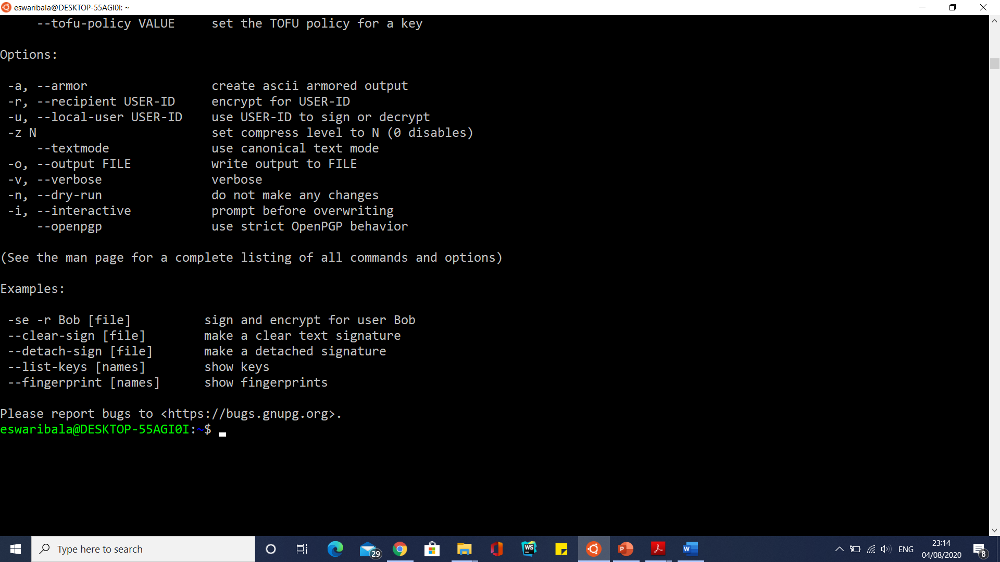 eswaribala@DESKTOP-55AGI0I: ~
--tofu-policy VALUE set the TOFU policy for a key
Options:
-a, --armor create ascii armored output
-r, --recipient USER-ID encrypt for USER-ID
-u, --local-user USER-ID use USER-ID to sign or decrypt
-z N set compress level to N (0 disables)
--textmode use canonical text mode
-o, --output FILE write output to FILE
-v, --verbose verbose
-n, --dry-run do not make any changes
-i, --interactive prompt before overwriting
--openpgp use strict OpenPGP behavior
(See the man page for a complete listing of all commands and options)
Examples:
-se -r Bob [file] sign and encrypt for user Bob
--clear-sign [file] make a clear text signature
--detach-sign [file] make a detached signature
--list-keys [names] show keys
--fingerprint [names] show fingerprints
Please report bugs to <https://bugs.gnupg.org>.
eswaribala@DESKTOP-55AGI0I:~$
Type here to search
29
WS
P
W
ENG
23:14
04/08/2020
8